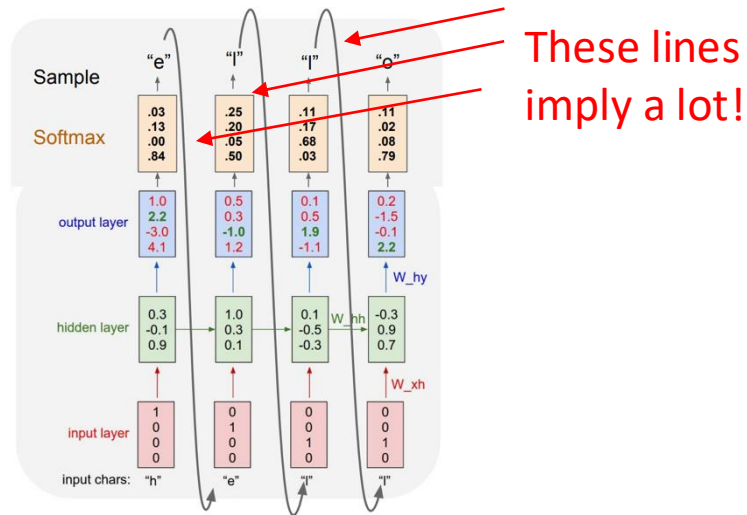 These lines
imply a lot!
Sample
"e" "l" "l" "o"
Softmax
.03 .25 .11 .11
.13 .20 .17 .02
.00 .05 .68 .08
.84 .50 .03 .79
output layer
1.0 0.5 0.1 0.2
2.2 0.3 0.5 -1.5
-3.0 -1.0 1.9 -0.1
4.1 1.2 -1.1 2.2
W_hy
hidden layer
0.3 1.0 0.1 -0.3
-0.1 0.3 -0.5 0.9
0.9 0.1 -0.3 0.7
W_hh
W_xh
input layer
1 0 0 0
0 1 0 0
0 0 1 1
0 0 0 0
input chars: "h" "e" "l" "l"